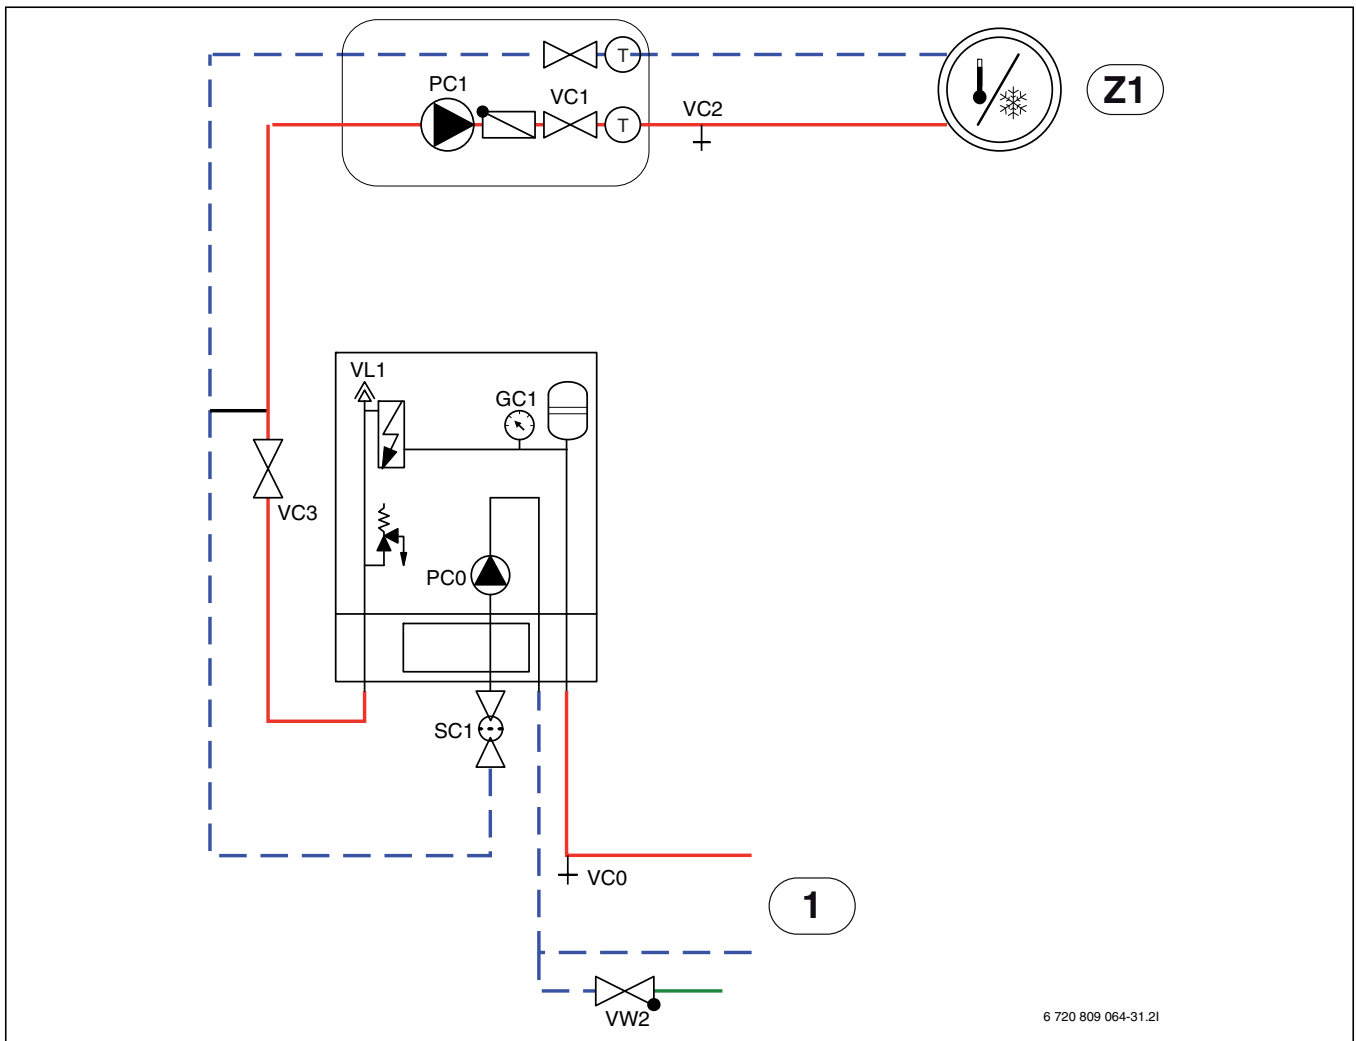 T
PC1
VC1
T
VC2
Z1
VL1
GC1
VC3
PC0
SC1
VC0
1
VW2
6 720 809 064-31.2I